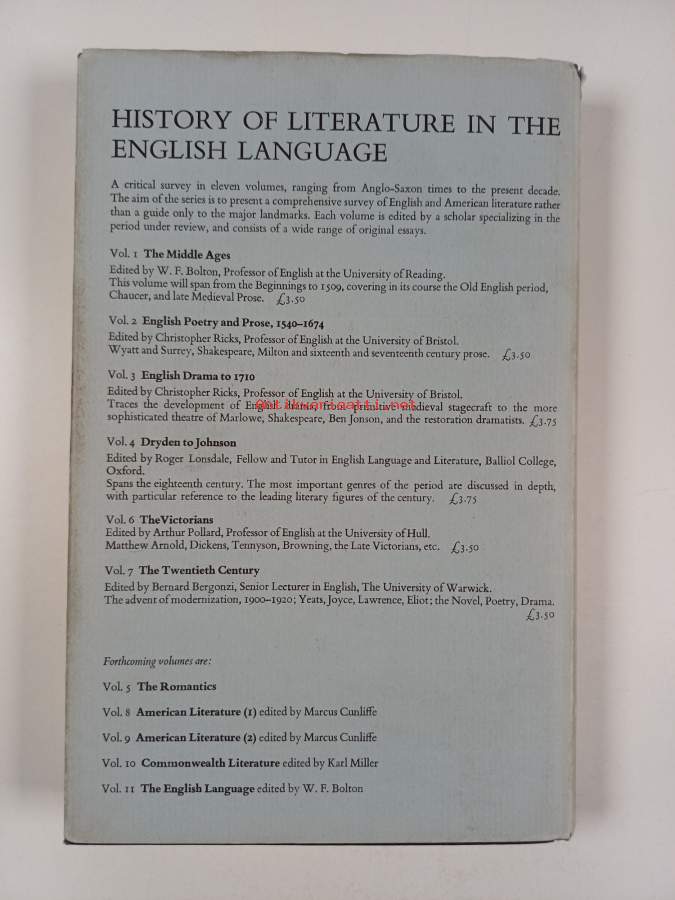 HISTORY OF LITERATURE IN THE
ENGLISH LANGUAGE
A critical survey in eleven volumes, ranging from Anglo-Saxon times to the present decade.
The aim of the series is to present a comprehensive survey of English and American literature rather
than a guide only to the major landmarks. Each volume is edited by a scholar specializing in the
period under review, and consists of a wide range of original essays.
Vol. 1 The Middle Ages
Edited by W. F. Bolton, Professor of English at the University of Reading.
This volume will span from the Beginnings to 1509, covering in its course the Old English period,
Chaucer, and late Medieval Prose. £3.50
Vol. 2 English Poetry and Prose, 1540–1674
Edited by Christopher Ricks, Professor of English at the University of Bristol.
Wyatt and Surrey, Shakespeare, Milton and sixteenth and seventeenth century prose. £3.50
Vol. 3 English Drama to 1710
Edited by Christopher Ricks, Professor of English at the University of Bristol.
Traces the development of English drama, from primitive medieval stagecraft to the more
antikvariaatti.net
sophisticated theatre of Marlowe, Shakespeare, Ben Jonson, and the restoration dramatists. £3.75
Vol. 4 Dryden to Johnson
Edited by Roger Lonsdale, Fellow and Tutor in English Language and Literature, Balliol College,
Oxford.
Spans the eighteenth century. The most important genres of the period are discussed in depth,
with particular reference to the leading literary figures of the century. £3.75
Vol. 6 TheVictorians
Edited by Arthur Pollard, Professor of English at the University of Hull.
Matthew Arnold, Dickens, Tennyson, Browning, the Late Victorians, etc. £3.50
Vol. 7 The Twentieth Century
Edited by Bernard Bergonzi, Senior Lecturer in English, The University of Warwick.
The advent of modernization, 1900–1920; Yeats, Joyce, Lawrence, Eliot; the Novel, Poetry, Drama.
£3.50
Forthcoming volumes are:
Vol. 5 The Romantics
Vol. 8 American Literature (1) edited by Marcus Cunliffe
Vol. 9 American Literature (2) edited by Marcus Cunliffe
Vol. 10 Commonwealth Literature edited by Karl Miller
Vol. 11 The English Language edited by W. F. Bolton